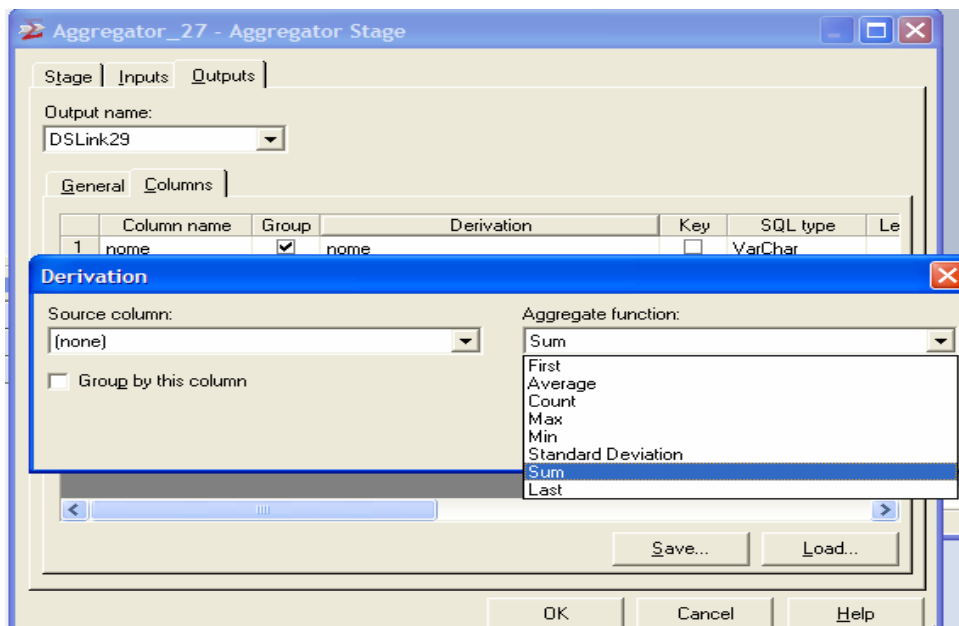 Aggregator_27 - Aggregator Stage
Stage Inputs Outputs
Output name:
DSLink29
General Columns
Column name Group Derivation Key SQL type Le
1 nome nome VarChar
Derivation
Source column: Aggregate function:
(none) Sum
Group by this column
First
Average
Count
Max
Min
Standard Deviation
Sum
Last
Save... Load...
OK Cancel Help